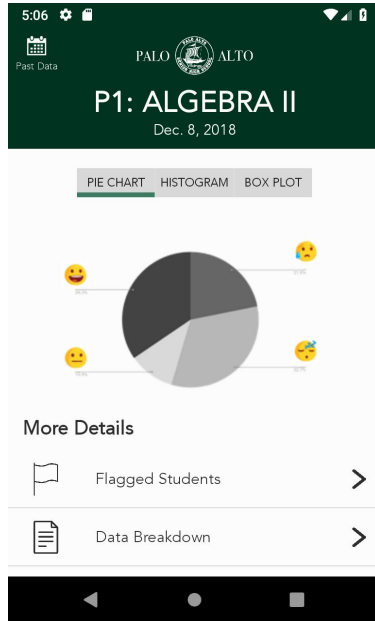 5:06
Past Data
PALO ALTO
P1: ALGEBRA II
Dec. 8, 2018
PIE CHART HISTOGRAM BOX PLOT
More Details
Flagged Students
Data Breakdown